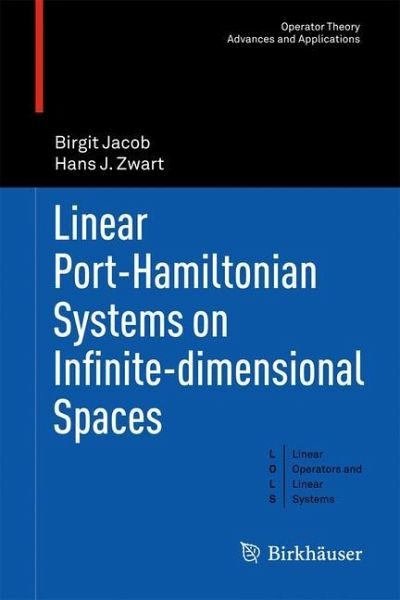 Operator Theory
Advances and Applications
Birgit Jacob
Hans J. Zwart
Linear
Port-Hamiltonian
Systems on
Infinite-dimensional
Spaces
L Linear
O Operators and
L Linear
S Systems
Birkhäuser